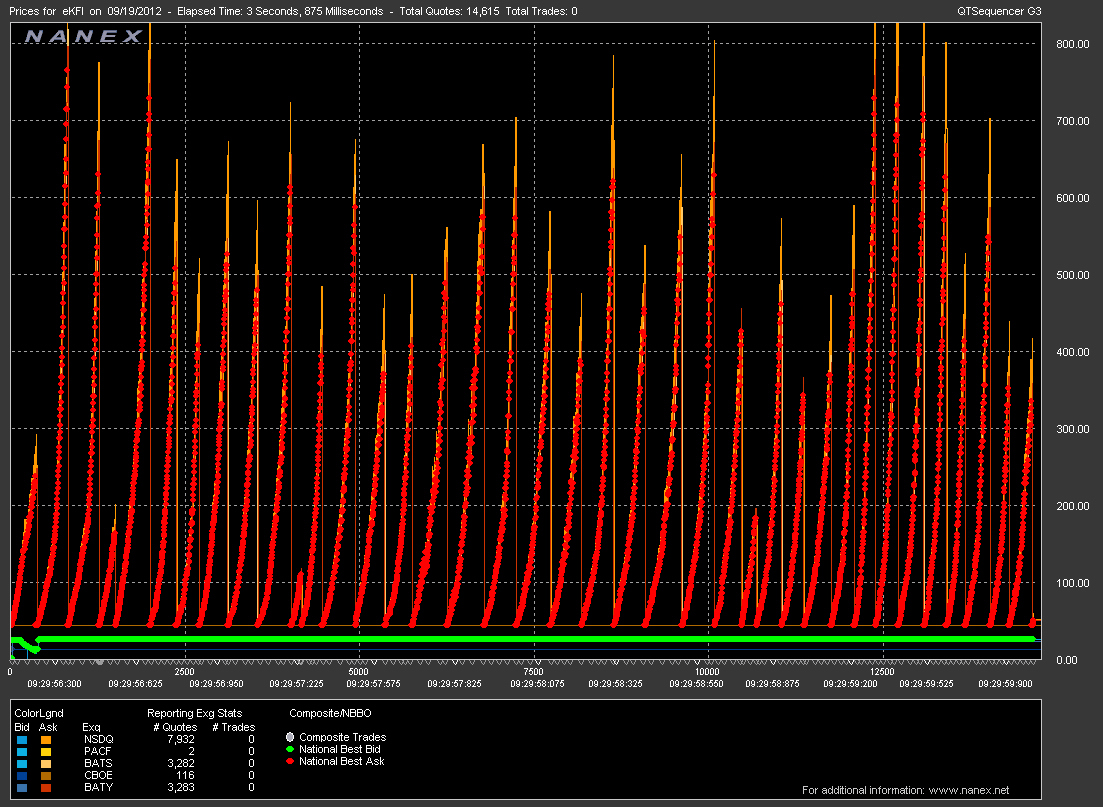 Prices for eKFI on 09/19/2012 - Elapsed Time: 3 Seconds, 875 Milliseconds - Total Quotes: 14,615 Total Trades: 0 QTSequencer G3
NANEX
800.00
700.00
600.00
500.00
400.00
300.00
200.00
100.00
0.00
0 2500 5000 7500 10000 12500
09:29:56:300 09:29:56:625 09:29:56:950 09:29:57:225 09:29:57:575 09:29:57:825 09:29:58:075 09:29:58:325 09:29:58:550 09:29:58:875 09:29:59:200 09:29:59:525 09:29:59:900
ColorLgnd Reporting Exg Stats Composite/NBBO
Bid Ask Exq # Quotes # Trades
NSDQ 7,932 0
PACF 2 0
BATS 3,282 0
CBOE 116 0
BATY 3,283 0
Composite Trades
National Best Bid
National Best Ask
For additional information: www.nanex.net